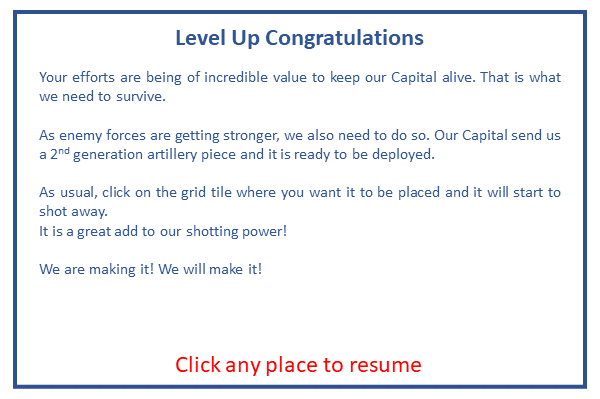 Level Up Congratulations
Your efforts are being of incredible value to keep our Capital alive. That is what
we need to survive.
As enemy forces are getting stronger, we also need to do so. Our Capital send us
a 2nd generation artillery piece and it is ready to be deployed.
As usual, click on the grid tile where you want it to be placed and it will start to
shot away.
It is a great add to our shotting power!
We are making it! We will make it!
Click any place to resume